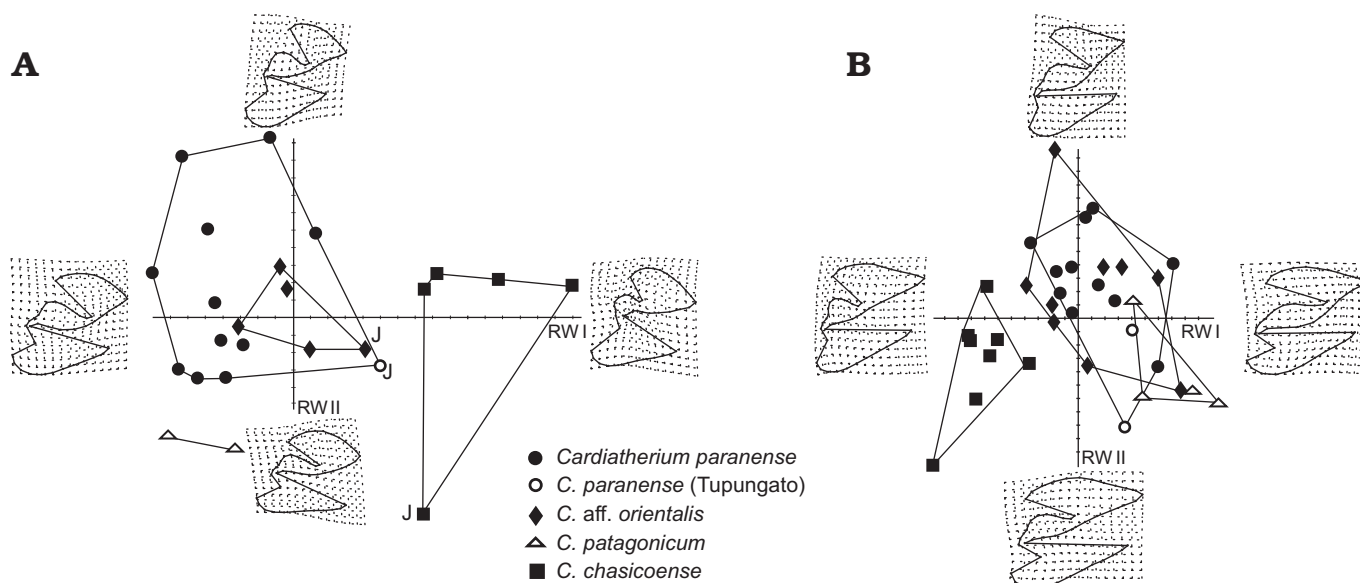 A
B
J
RW I
J
RW II
J
RW I
RW II
Cardiatherium paranense
C. paranense (Tupungato)
C. aff. orientalis
C. patagonicum
C. chasicoense